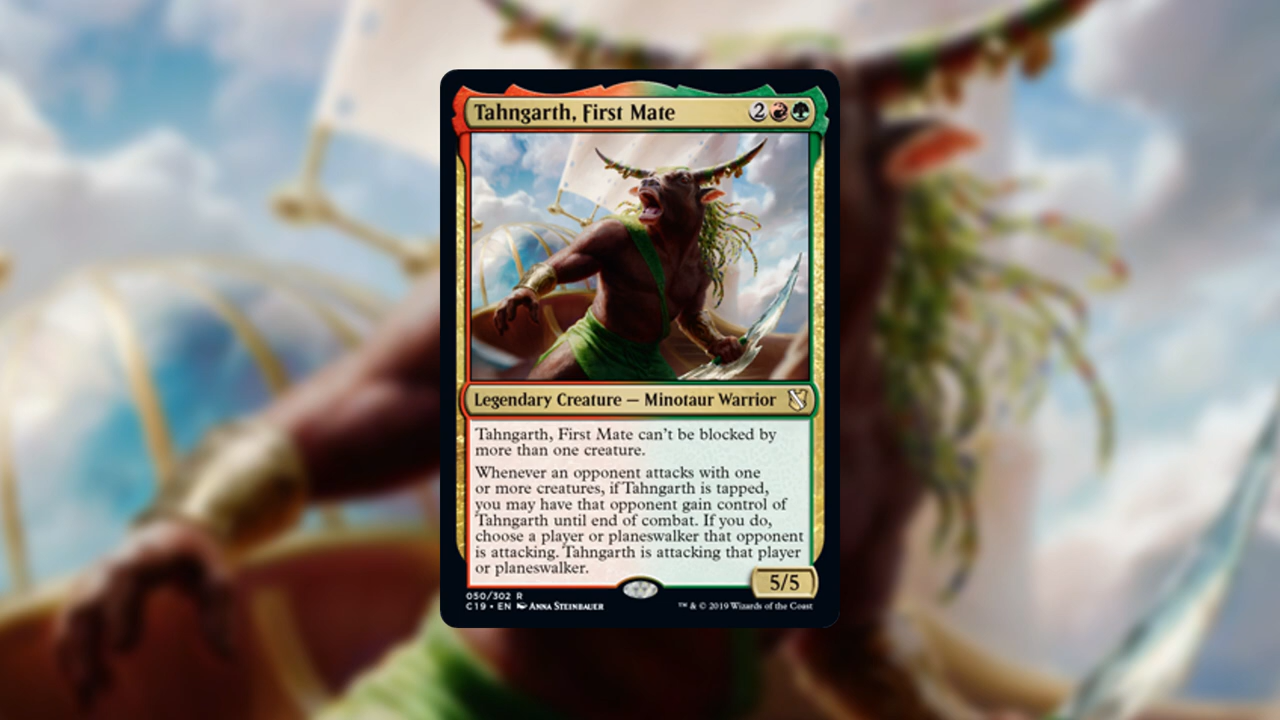 Tahngarth, First Mate 2
Legendary Creature — Minotaur Warrior
Tahngarth, First Mate can't be blocked by
more than one creature.
Whenever an opponent attacks with one
or more creatures, if Tahngarth is tapped,
you may have that opponent gain control of
Tahngarth until end of combat. If you do,
choose a player or planeswalker that opponent
is attacking. Tahngarth is attacking that player
or planeswalker.
5/5
050/302 R
C19 • EN Anna Steinbauer
™ & © 2019 Wizards of the Coast